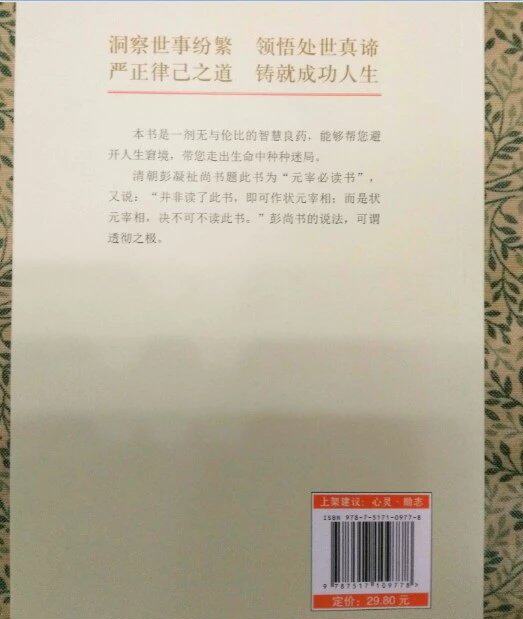 洞察世事纷繁　领悟处世真谛
严正律己之道　铸就成功人生
本书是一剂无与伦比的智慧良药，能够帮您避
开人生窘境，带您走出生命中种种迷局。
清朝彭凝祉尚书题此书为“元宰必读书”，
又说：“并非读了此书，即可作状元宰相；而是状
元宰相，决不可不读此书。”彭尚书的说法，可谓
透彻之极。
上架建议：心灵·励志
ISBN 978-7-5171-0977-8
9 787517 109778>
定价：29.80 元